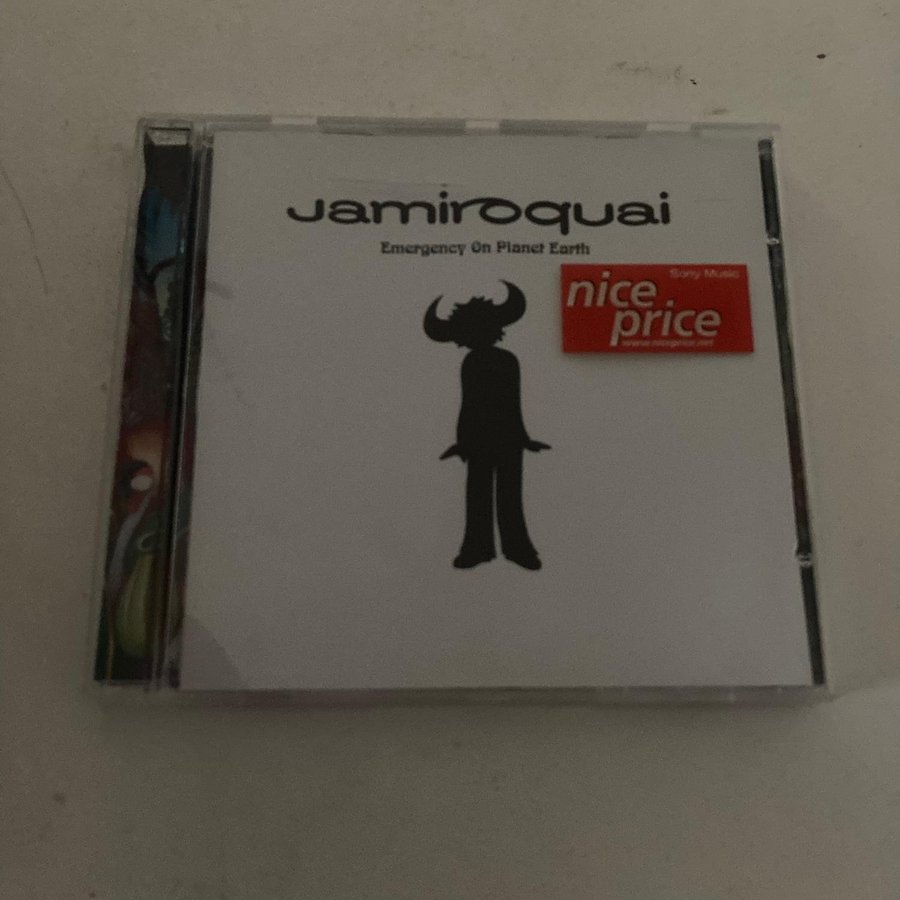 Jamiroquai
Emergency On Planet Earth
Sony Music
nice
price
www.niceprice.net